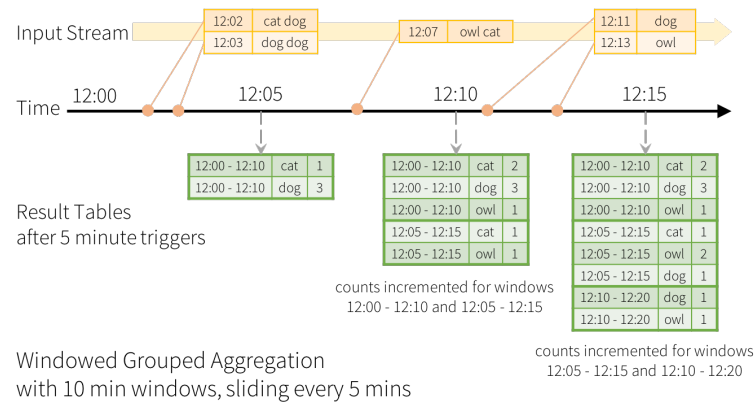 Input Stream
12:02 cat dog
12:03 dog dog
12:07 owl cat
12:11 dog
12:13 owl
Time
12:00
12:05
12:10
12:15
12:00 - 12:10 cat 1
12:00 - 12:10 dog 3
12:00 - 12:10 cat 2
12:00 - 12:10 dog 3
12:00 - 12:10 owl 1
12:05 - 12:15 cat 1
12:05 - 12:15 owl 1
12:00 - 12:10 cat 2
12:00 - 12:10 dog 3
12:00 - 12:10 owl 1
12:05 - 12:15 cat 1
12:05 - 12:15 owl 2
12:05 - 12:15 dog 1
12:10 - 12:20 dog 1
12:10 - 12:20 owl 1
Result Tables
after 5 minute triggers
counts incremented for windows
12:00 - 12:10 and 12:05 - 12:15
counts incremented for windows
12:05 - 12:15 and 12:10 - 12:20
Windowed Grouped Aggregation
with 10 min windows, sliding every 5 mins